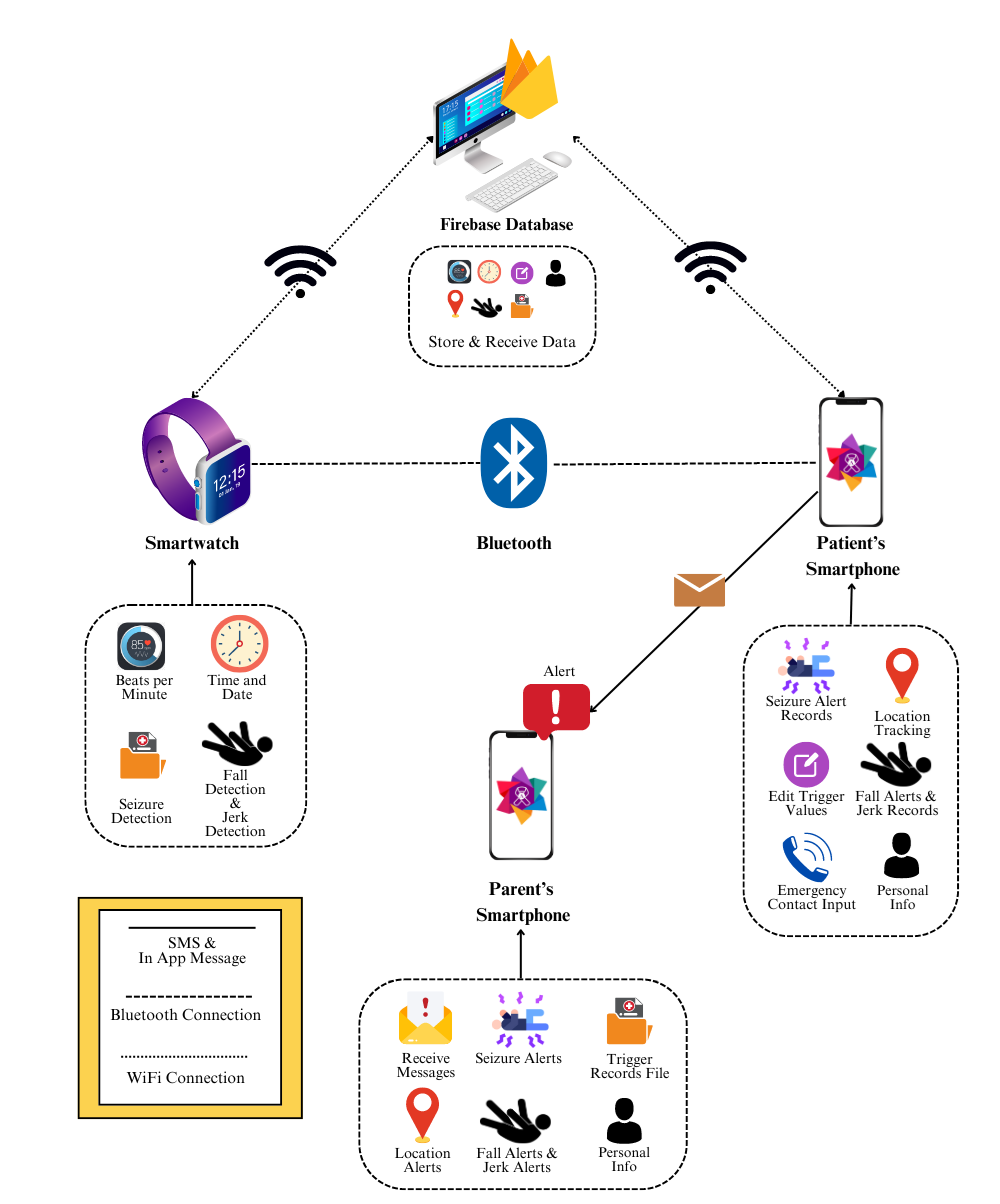 17:15
Firebase Database
Store & Receive Data
12:15
Smartwatch
Bluetooth
Patient's
Smartphone
85
Beats per
Minute
Time and
Date
Seizure
Detection
Fall
Detection
&
Jerk
Detection
Alert
!
Parent's
Smartphone
Seizure Alert
Records
Location
Tracking
Edit Trigger
Values
Fall Alerts &
Jerk Records
Emergency
Contact Input
Personal
Info
SMS &
In App Message
Bluetooth Connection
WiFi Connection
!
Receive
Messages
Seizure Alerts
Trigger
Records File
Location
Alerts
Fall Alerts &
Jerk Alerts
Personal
Info